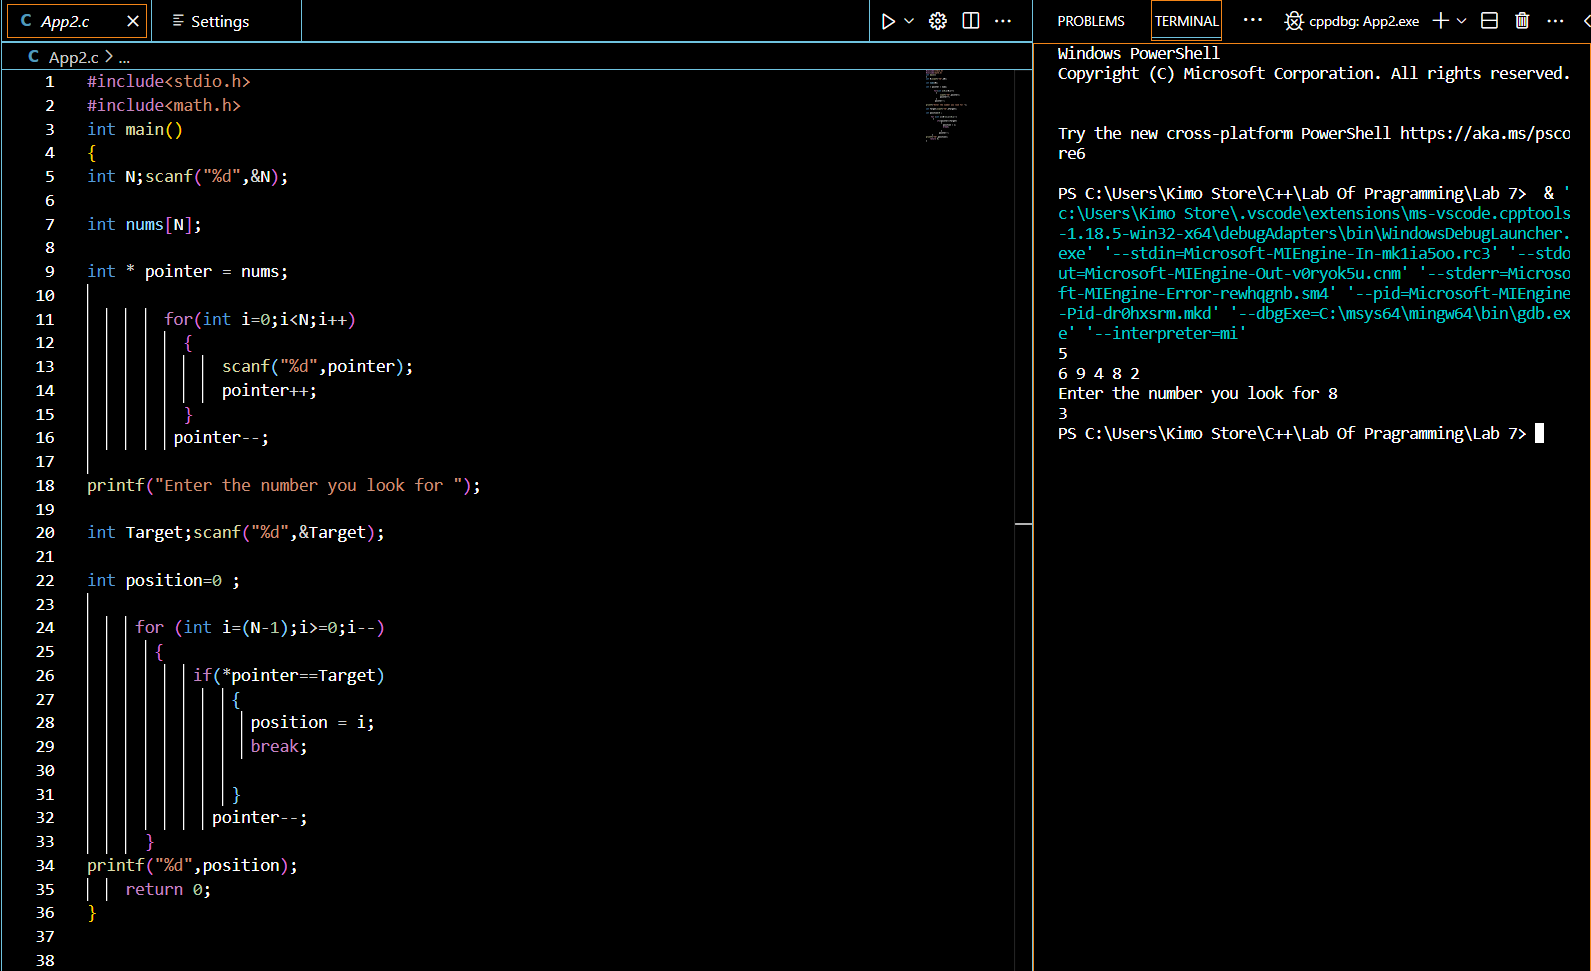 C App2.c × Settings
C App2.c > ...
1 #include<stdio.h>
2 #include<math.h>
3 int main()
4 {
5 int N;scanf("%d",&N);
6
7 int nums[N];
8
9 int * pointer = nums;
10
11 for(int i=0;i<N;i++)
12 {
13 scanf("%d",pointer);
14 pointer++;
15 }
16 pointer--;
17
18 printf("Enter the number you look for ");
19
20 int Target;scanf("%d",&Target);
21
22 int position=0 ;
23
24 for (int i=(N-1);i>=0;i--)
25 {
26 if(*pointer==Target)
27 {
28 position = i;
29 break;
30
31 }
32 pointer--;
33 }
34 printf("%d",position);
35 return 0;
36 }
37
38
PROBLEMS TERMINAL ... cppdbg: App2.exe
Windows PowerShell
Copyright (C) Microsoft Corporation. All rights reserved.
Try the new cross-platform PowerShell https://aka.ms/psco
re6
PS C:\Users\Kimo Store\C++\Lab Of Pragramming\Lab 7>  & '
c:\Users\Kimo Store\.vscode\extensions\ms-vscode.cpptools
-1.18.5-win32-x64\debugAdapters\bin\WindowsDebugLauncher.
exe' '--stdin=Microsoft-MIEngine-In-mk1ia5oo.rc3' '--stdo
ut=Microsoft-MIEngine-Out-v0ryok5u.cnm' '--stderr=Microso
ft-MIEngine-Error-rewhqgnb.sm4' '--pid=Microsoft-MIEngine
-Pid-dr0hxsrm.mkd' '--dbgExe=C:\msys64\mingw64\bin\gdb.ex
e' '--interpreter=mi'
5
6 9 4 8 2
Enter the number you look for 8
3
PS C:\Users\Kimo Store\C++\Lab Of Pragramming\Lab 7>